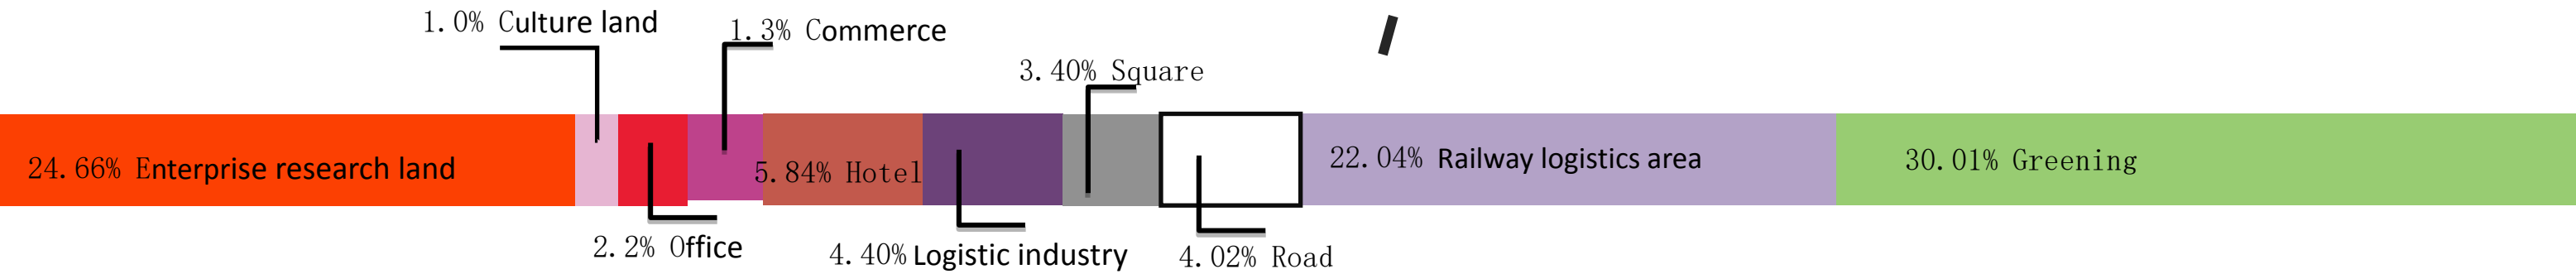 1.0% Culture land
1.3% Commerce
3.40% Square
24.66% Enterprise research land
5.84% Hotel
22.04% Railway logistics area
30.01% Greening
2.2% Office
4.40% Logistic industry
4.02% Road